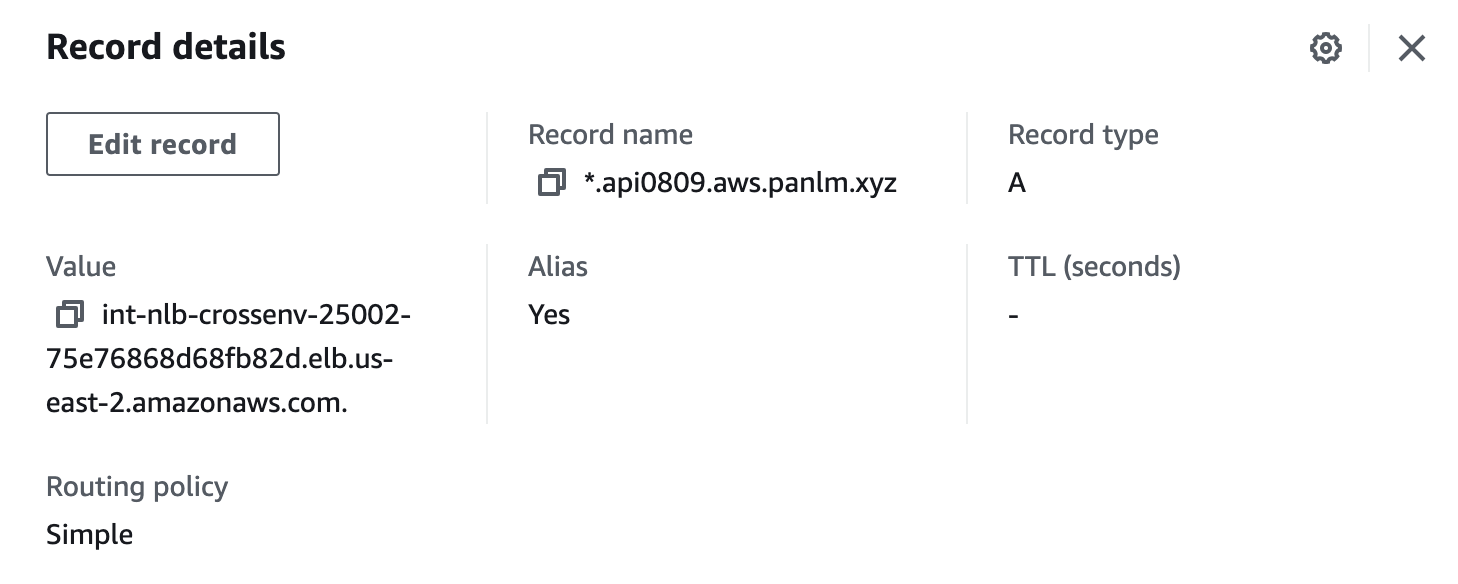 Record details
Edit record
Record name
*.api0809.aws.panlm.xyz
Record type
A
Value
int-nlb-crossenv-25002-
75e76868d68fb82d.elb.us-
east-2.amazonaws.com.
Alias
Yes
TTL (seconds)
-
Routing policy
Simple